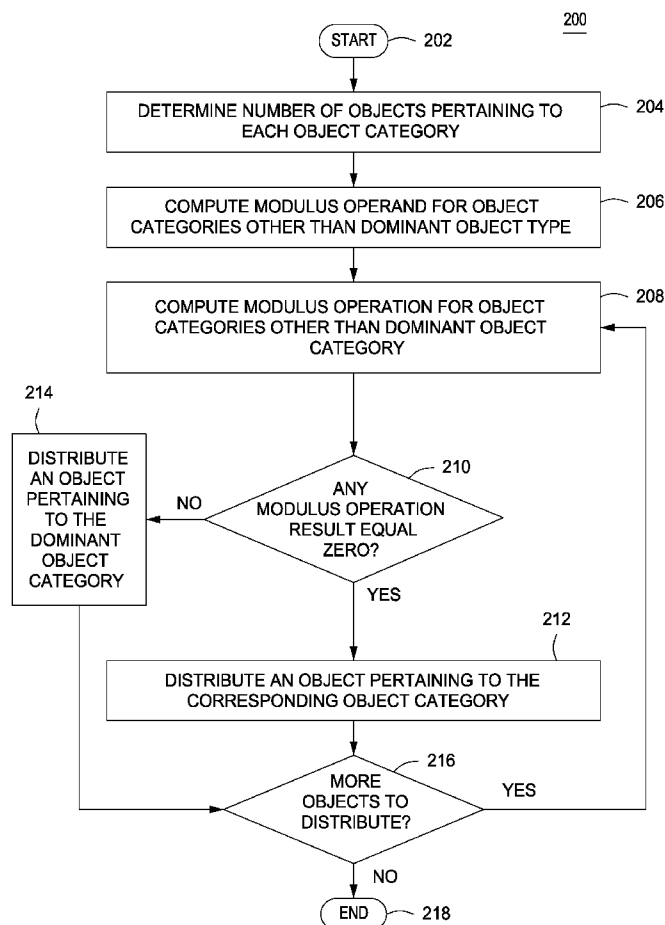 200
START
202
DETERMINE NUMBER OF OBJECTS PERTAINING TO
EACH OBJECT CATEGORY
204
COMPUTE MODULUS OPERAND FOR OBJECT
CATEGORIES OTHER THAN DOMINANT OBJECT TYPE
206
COMPUTE MODULUS OPERATION FOR OBJECT
CATEGORIES OTHER THAN DOMINANT OBJECT
CATEGORY
208
214
DISTRIBUTE
AN OBJECT
PERTAINING
TO THE
DOMINANT
OBJECT
CATEGORY
NO
210
ANY
MODULUS OPERATION
RESULT EQUAL
ZERO?
YES
212
DISTRIBUTE AN OBJECT PERTAINING TO THE
CORRESPONDING OBJECT CATEGORY
216
MORE
OBJECTS TO
DISTRIBUTE?
YES
NO
END
218